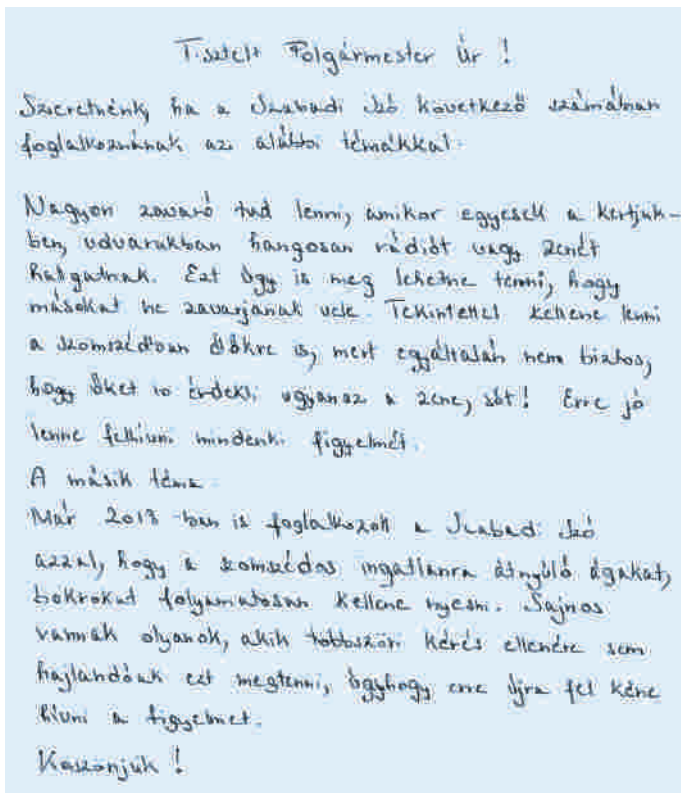 Tisztelt Polgármester Úr!
Szeretnénk, ha a Szabadi Szó következő számában
foglalkoznának az alábbi témákkal.
Nagyon zavaró tud lenni, amikor egyesek a kertjük-
ben, udvarukban hangosan rádiót vagy zenét
halgatnak. Ezt úgy is meg lehetne tenni, hogy
másokat ne zavarjanak vele. Tekintettel kellene lenni
a szomszédban élőkre is, mert egyáltalán nem biztos,
hogy őket is érdekli ugyanaz a zene, sőt! Erre jó
lenne felhívni mindenki figyelmét.
A másik téma
Már 2013-ban is foglalkozott a Szabadi Szó
azzal, hogy a szomszédos ingatlanra átnyúló ágakat,
bokrokat folyamatosan kellene nyesni. Sajnos
vannak olyanok, akik többszöri kérés ellenére sem
hajlandóak ezt megtenni, úgyhogy erre újra fel kéne
hívni a figyelmet.
Köszönjük!